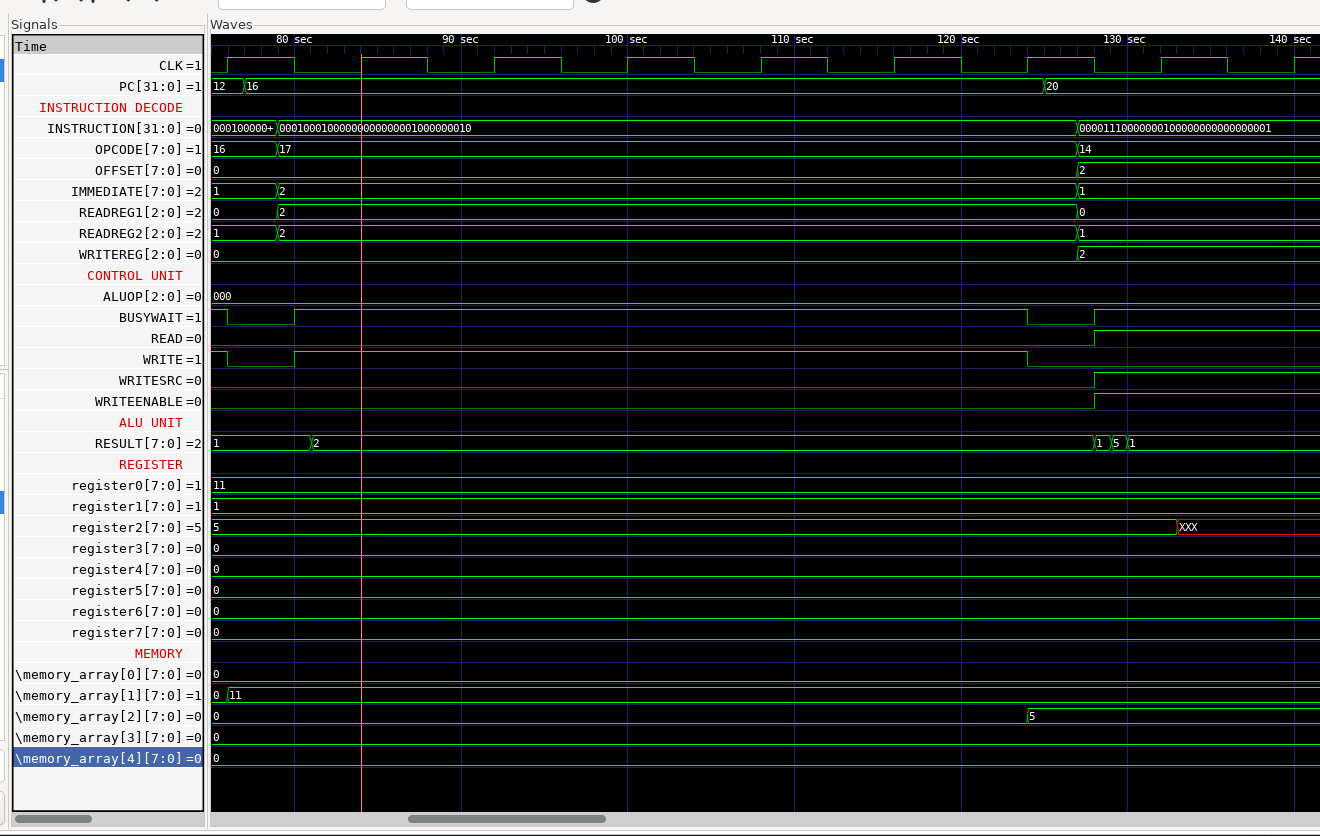 Signals
Waves
Time
80 sec 90 sec 100 sec 110 sec 120 sec 130 sec 140 sec
CLK =1
PC[31:0] =1 12 16 20
INSTRUCTION DECODE
INSTRUCTION[31:0] =0 000100000+ 00010001000000000000001000000010 00001110000000100000000000000001
OPCODE[7:0] =1 16 17 14
OFFSET[7:0] =0 0 2
IMMEDIATE[7:0] =2 1 2 1
READREG1[2:0] =2 0 2 0
READREG2[2:0] =2 1 2 1
WRITEREG[2:0] =0 0 2
CONTROL UNIT
ALUOP[2:0] =0 000
BUSYWAIT =1
READ =0
WRITE =1
WRITESRC =0
WRITEENABLE =0
ALU UNIT
RESULT[7:0] =2 1 2 1 5 1
REGISTER
register0[7:0] =1 11
register1[7:0] =1 1
register2[7:0] =5 5 XXX
register3[7:0] =0 0
register4[7:0] =0 0
register5[7:0] =0 0
register6[7:0] =0 0
register7[7:0] =0 0
MEMORY
\memory_array[0][7:0] =0 0
\memory_array[1][7:0] =1 0 11
\memory_array[2][7:0] =0 0 5
\memory_array[3][7:0] =0 0
\memory_array[4][7:0] =0 0